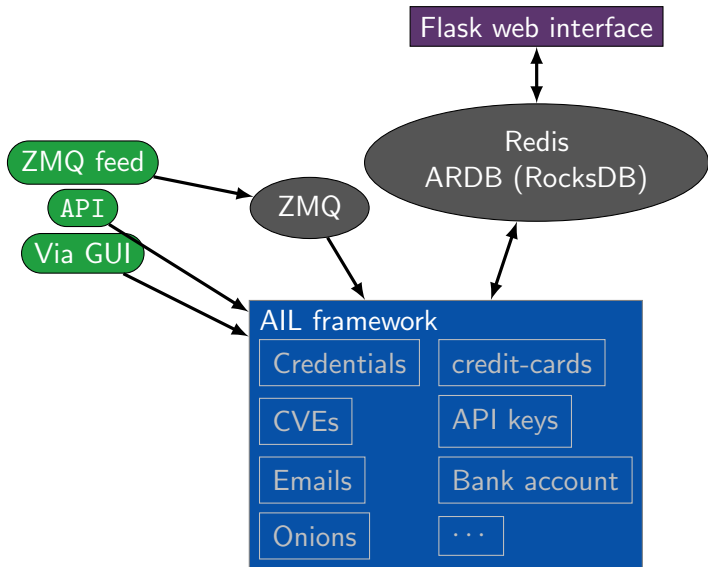 Flask web interface
Redis
ARDB (RocksDB)
ZMQ feed
API
Via GUI
ZMQ
AIL framework
Credentials
credit-cards
CVEs
API keys
Emails
Bank account
Onions
···